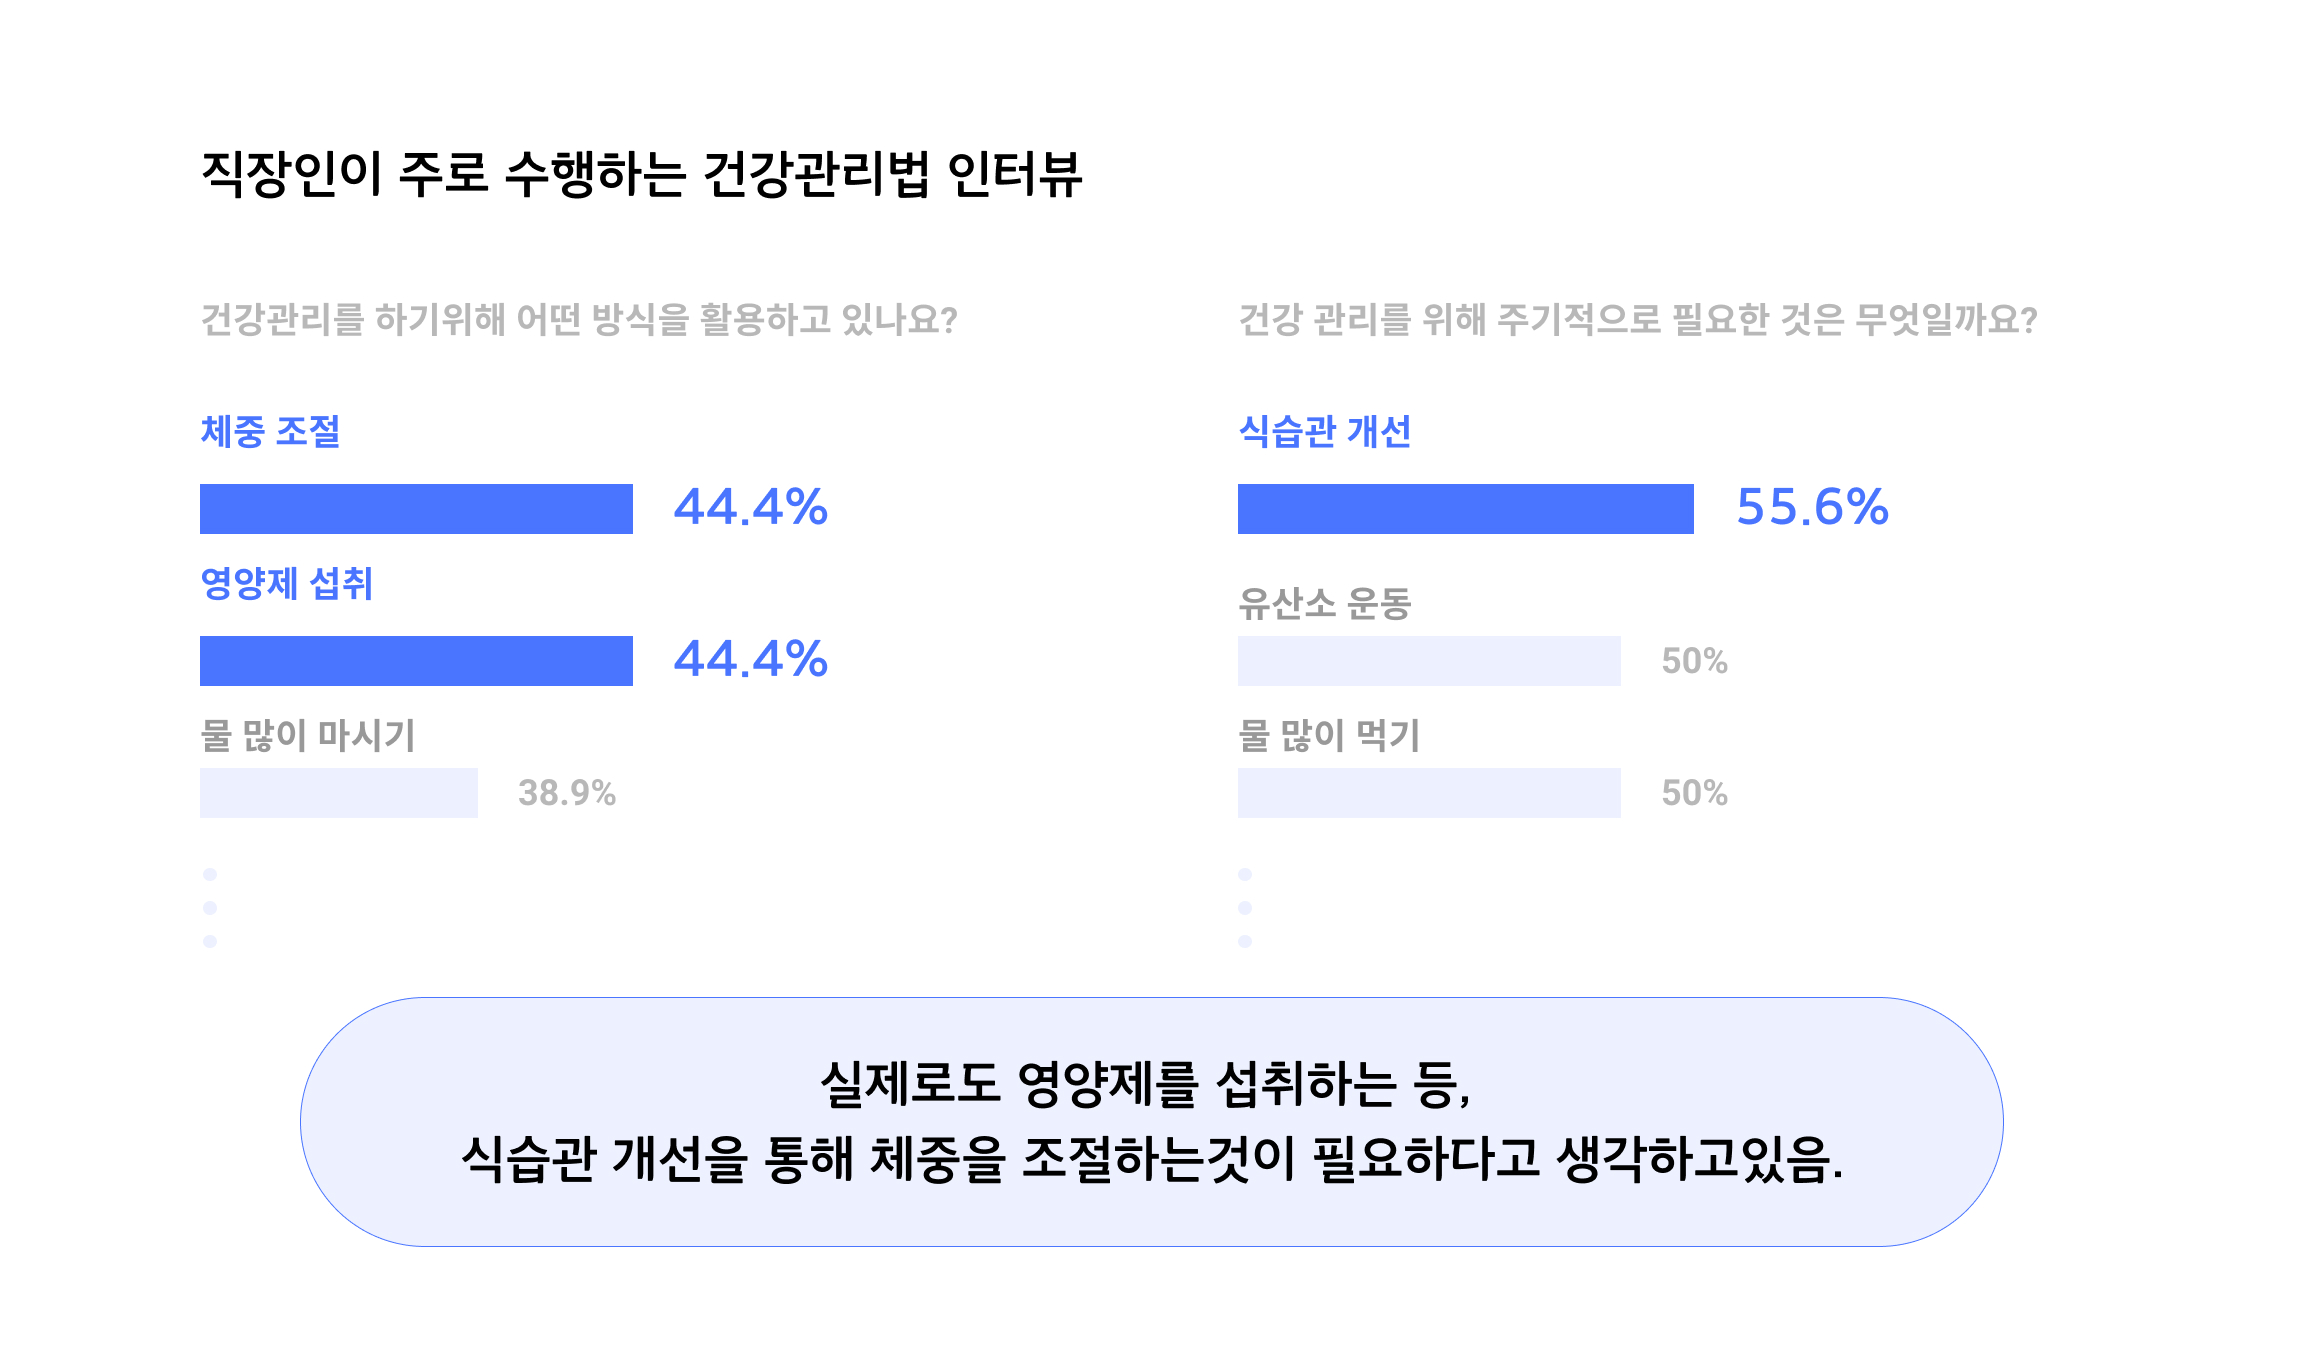 직장인이 주로 수행하는 건강관리법 인터뷰
건강관리를 하기위해 어떤 방식을 활용하고 있나요?
체중 조절
44.4%
영양제 섭취
44.4%
물 많이 마시기
38.9%
건강 관리를 위해 주기적으로 필요한 것은 무엇일까요?
식습관 개선
55.6%
유산소 운동
50%
물 많이 먹기
50%
실제로도 영양제를 섭취하는 등,
식습관 개선을 통해 체중을 조절하는것이 필요하다고 생각하고있음.